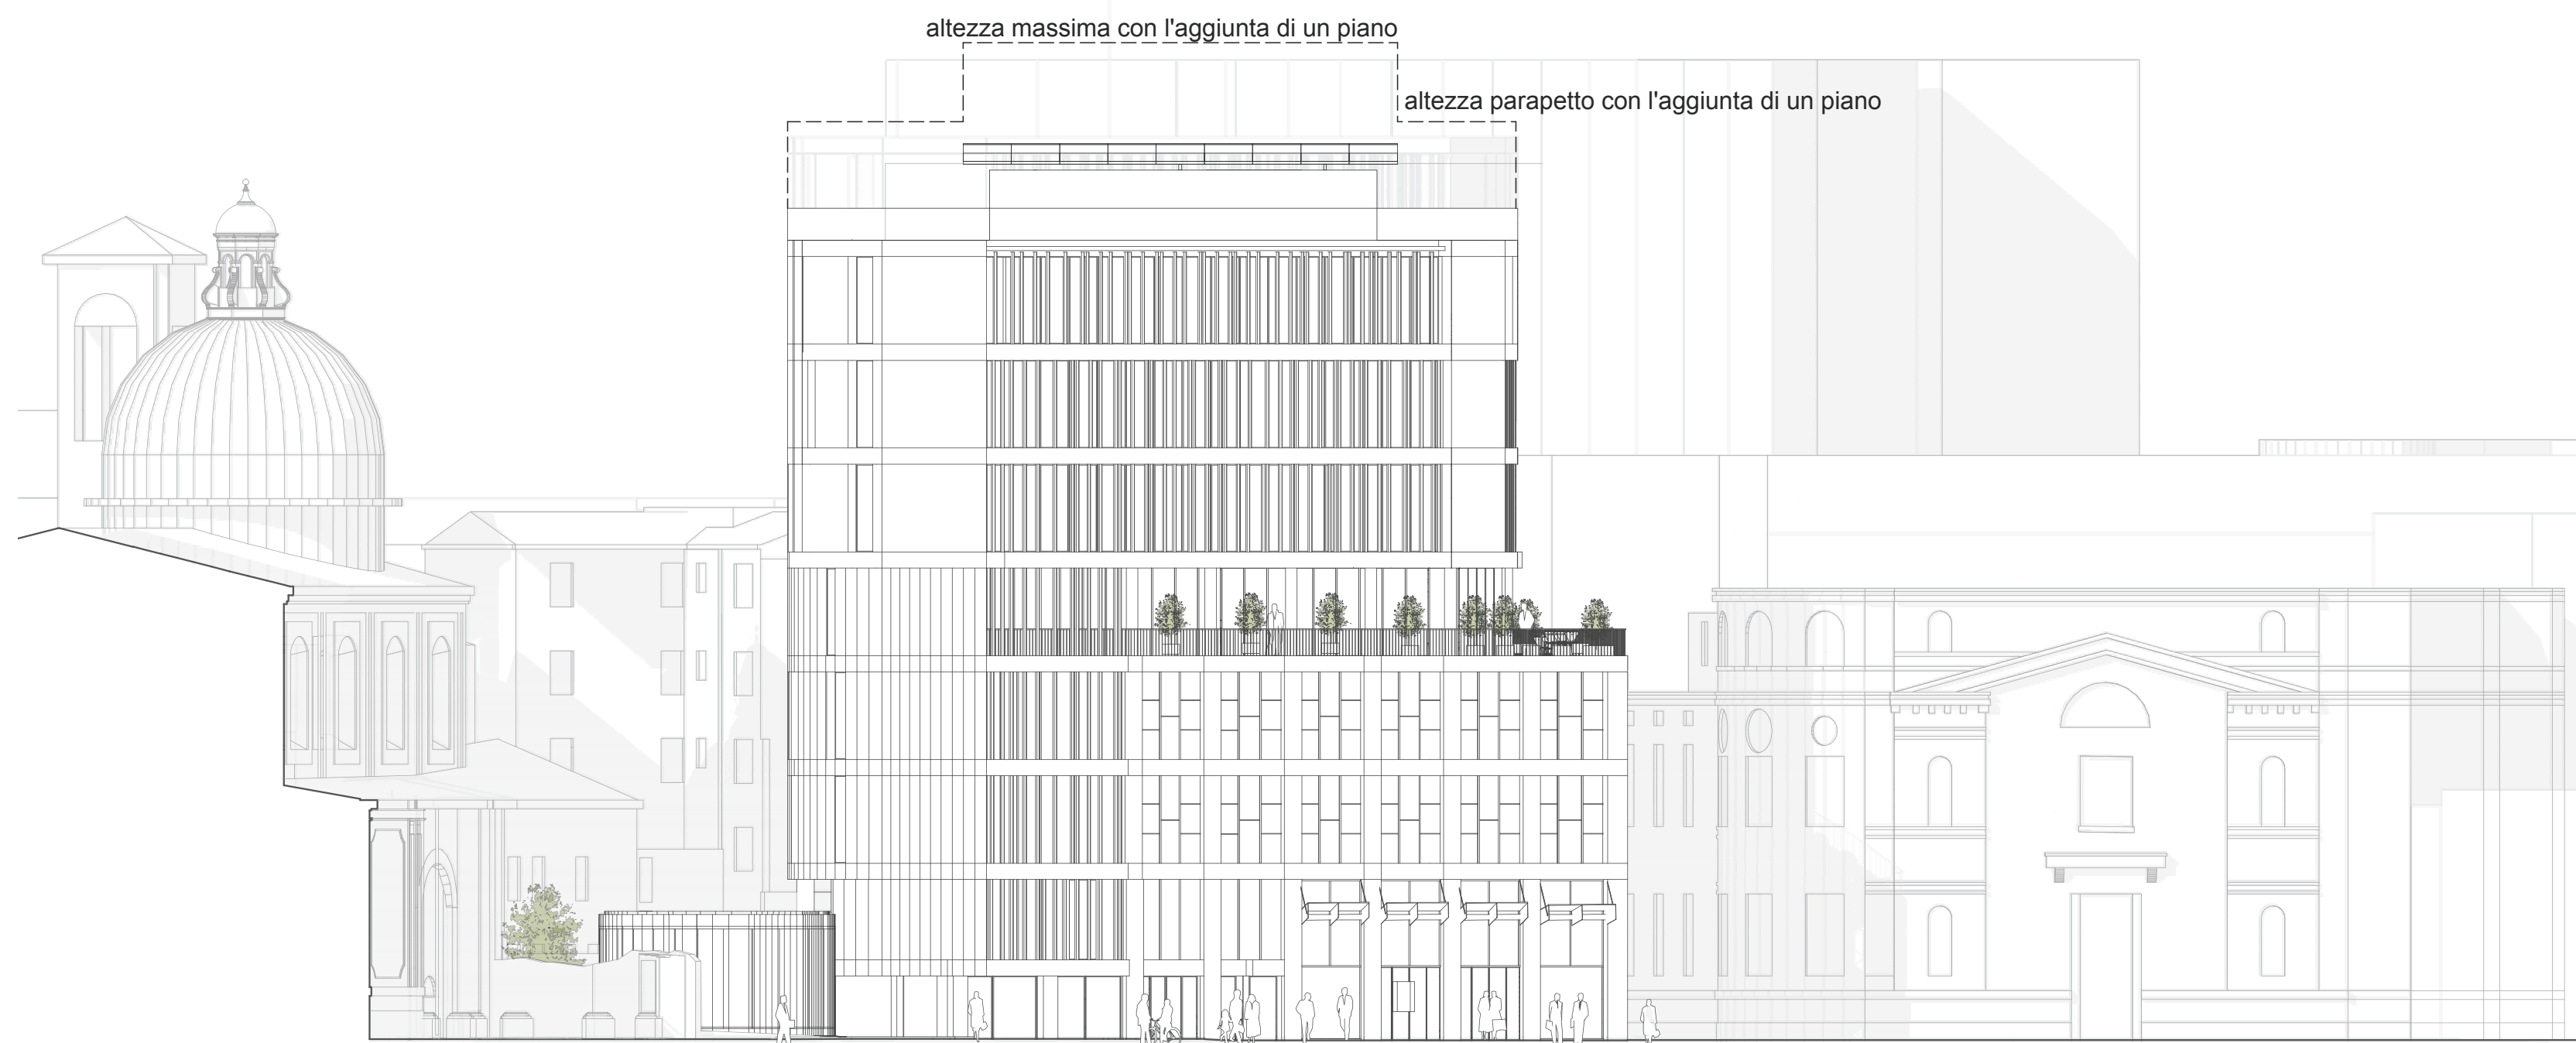 altezza massima con l'aggiunta di un piano
altezza parapetto con l'aggiunta di un piano